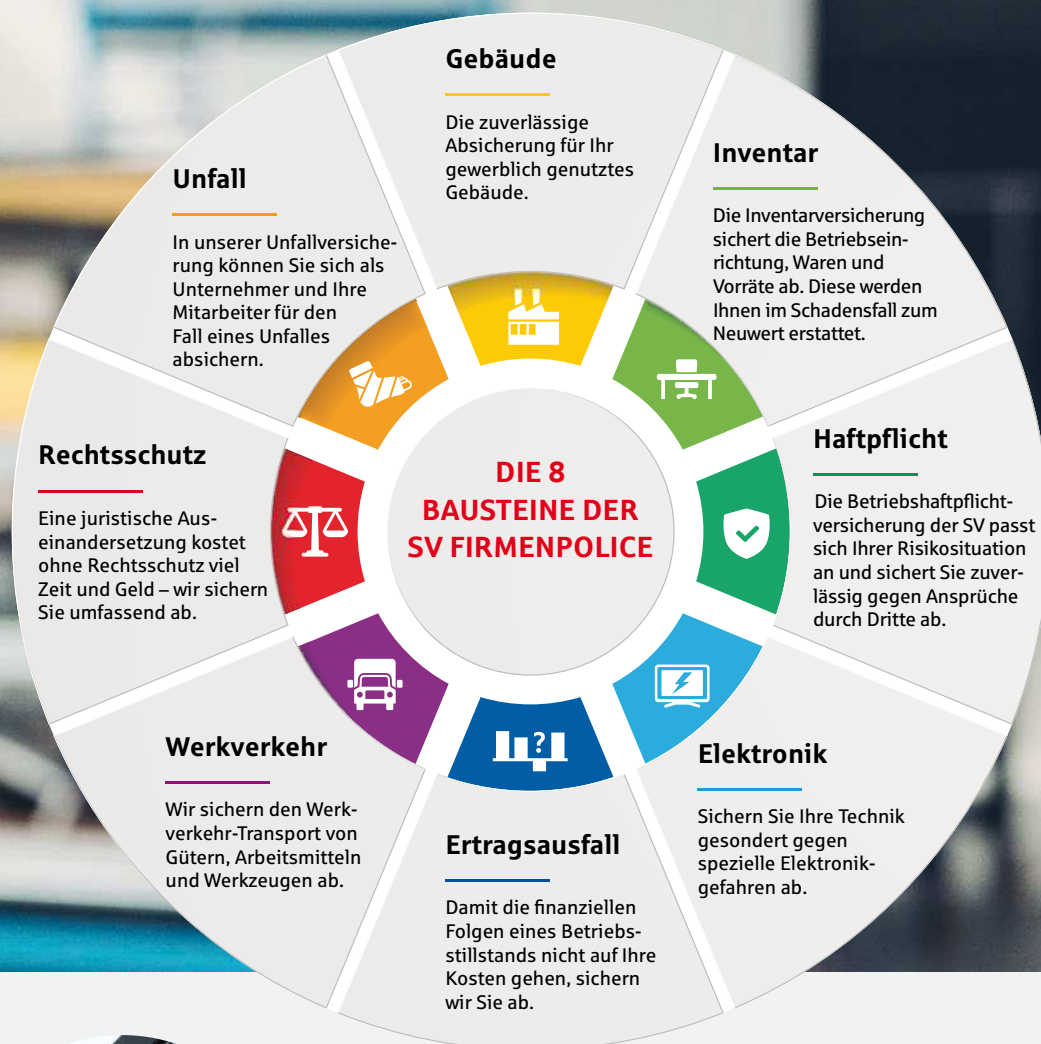 DIE 8
BAUSTEINE DER
SV FIRMENPOLICE
Gebäude
Die zuverlässige
Absicherung für Ihr
gewerblich genutztes
Gebäude.
Inventar
Die Inventarversicherung
sichert die Betriebsein-
richtung, Waren und
Vorräte ab. Diese werden
Ihnen im Schadensfall zum
Neuwert erstattet.
Haftpflicht
Die Betriebshaftpflicht-
versicherung der SV passt
sich Ihrer Risikosituation
an und sichert Sie zuver-
lässig gegen Ansprüche
durch Dritte ab.
Elektronik
Sichern Sie Ihre Technik
gesondert gegen
spezielle Elektronik-
gefahren ab.
Ertragsausfall
Damit die finanziellen
Folgen eines Betriebs-
stillstands nicht auf Ihre
Kosten gehen, sichern
wir Sie ab.
Werkverkehr
Wir sichern den Werk-
verkehr-Transport von
Gütern, Arbeitsmitteln
und Werkzeugen ab.
Rechtsschutz
Eine juristische Aus-
einandersetzung kostet
ohne Rechtsschutz viel
Zeit und Geld – wir sichern
Sie umfassend ab.
Unfall
In unserer Unfallversiche-
rung können Sie sich als
Unternehmer und Ihre
Mitarbeiter für den
Fall eines Unfalles
absichern.
?